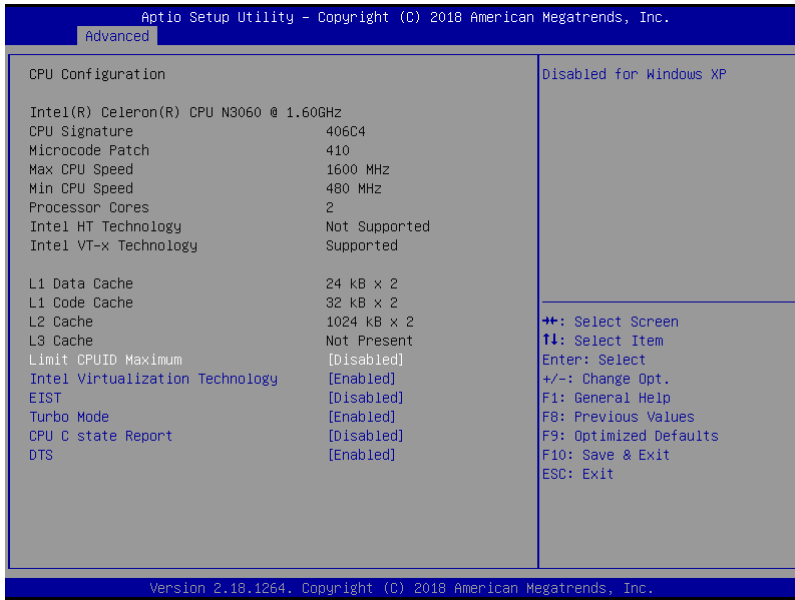 Aptio Setup Utility – Copyright (C) 2018 American Megatrends, Inc.
Advanced
CPU Configuration
Intel(R) Celeron(R) CPU N3060 @ 1.60GHz
CPU Signature 406C4
Microcode Patch 410
Max CPU Speed 1600 MHz
Min CPU Speed 480 MHz
Processor Cores 2
Intel HT Technology Not Supported
Intel VT-x Technology Supported
L1 Data Cache 24 kB x 2
L1 Code Cache 32 kB x 2
L2 Cache 1024 kB x 2
L3 Cache Not Present
Limit CPUID Maximum [Disabled]
Intel Virtualization Technology [Enabled]
EIST [Disabled]
Turbo Mode [Enabled]
CPU C state Report [Disabled]
DTS [Enabled]
Disabled for Windows XP
→←: Select Screen
↑↓: Select Item
Enter: Select
+/-: Change Opt.
F1: General Help
F8: Previous Values
F9: Optimized Defaults
F10: Save & Exit
ESC: Exit
Version 2.18.1264. Copyright (C) 2018 American Megatrends, Inc.